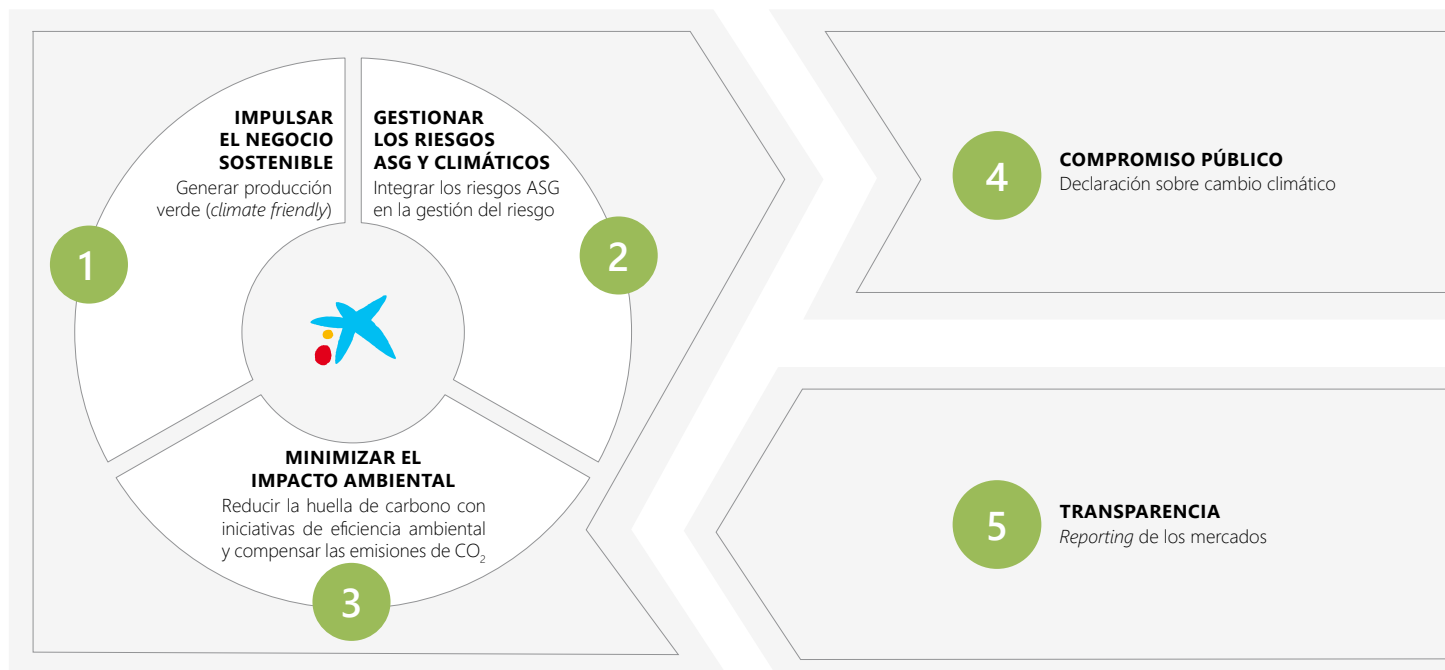 1
IMPULSAR
EL NEGOCIO
SOSTENIBLE
Generar producción
verde (climate friendly)
GESTIONAR
LOS RIESGOS
ASG Y CLIMÁTICOS
Integrar los riesgos ASG
en la gestión del riesgo
2
MINIMIZAR EL
IMPACTO AMBIENTAL
Reducir la huella de carbono con
iniciativas de eficiencia ambiental
y compensar las emisiones de CO₂
3
4
COMPROMISO PÚBLICO
Declaración sobre cambio climático
5
TRANSPARENCIA
Reporting de los mercados